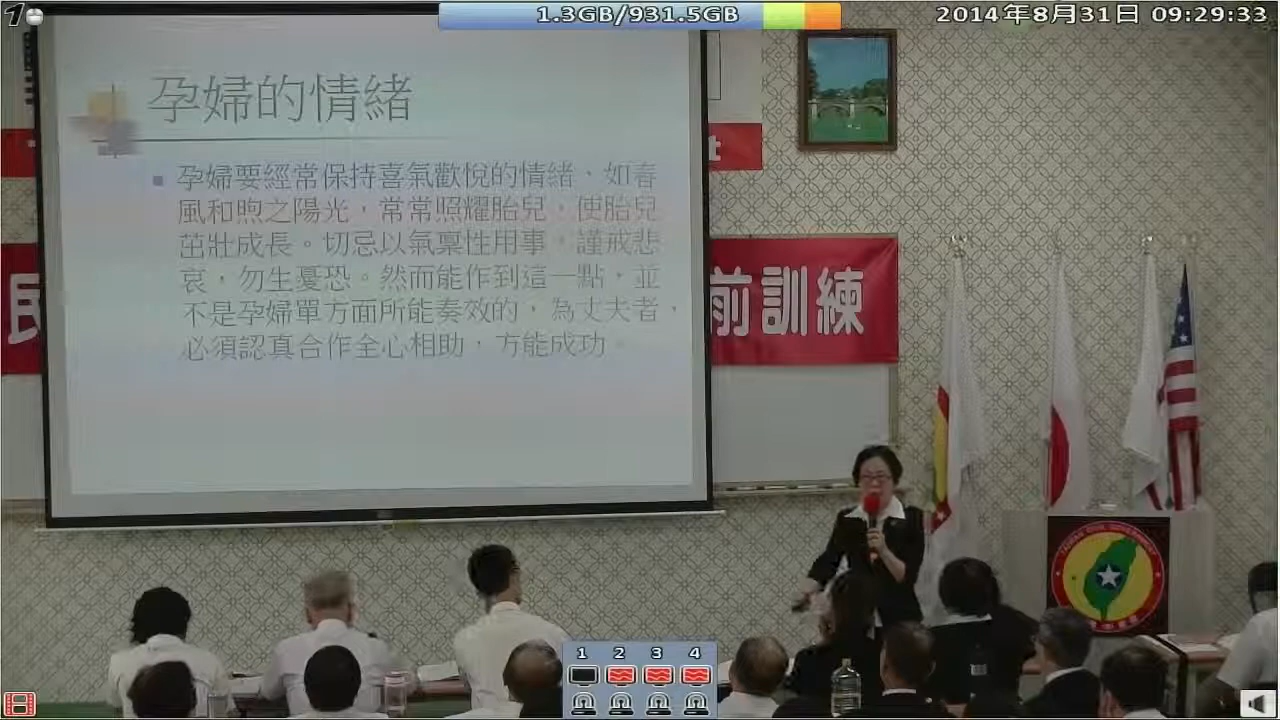 1
1.3GB/931.5GB
2014年8月31日 09:29:33
孕婦的情緒
孕婦要經常保持喜氣歡悅的情緒、如春
風和煦之陽光，常常照耀胎兒，使胎兒
茁壯成長。切忌以氣稟性用事，謹戒悲
哀，勿生憂恐。然而能作到這一點，並
不是孕婦單方面所能奏效的，為丈夫者，
必須認真合作全心相助，方能成功。
t
民
前訓練
TAIWAN CIVIL GOVERNMENT
1 2 3 4